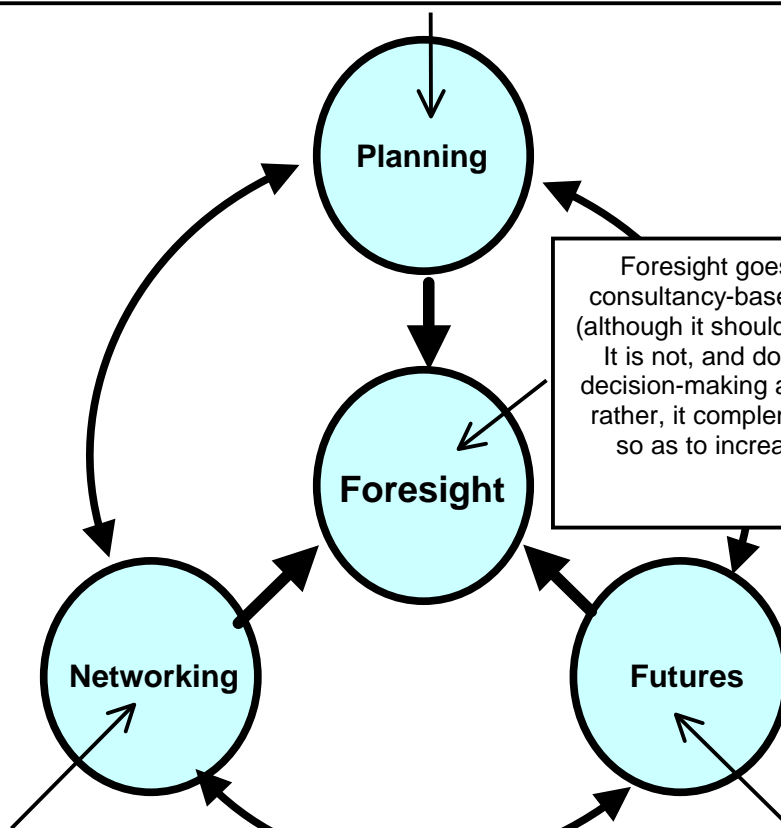 Planning
Foresight goes
consultancy-base
(although it should
It is not, and do
decision-making a
rather, it complem
so as to increa
Foresight
Networking
Futures